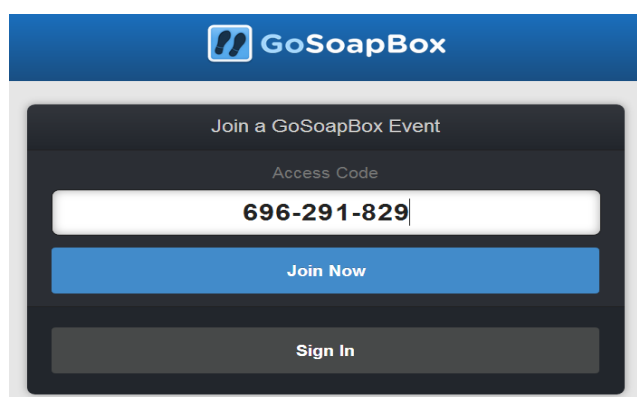 GoSoapBox
Join a GoSoapBox Event
Access Code
696-291-829
Join Now
Sign In